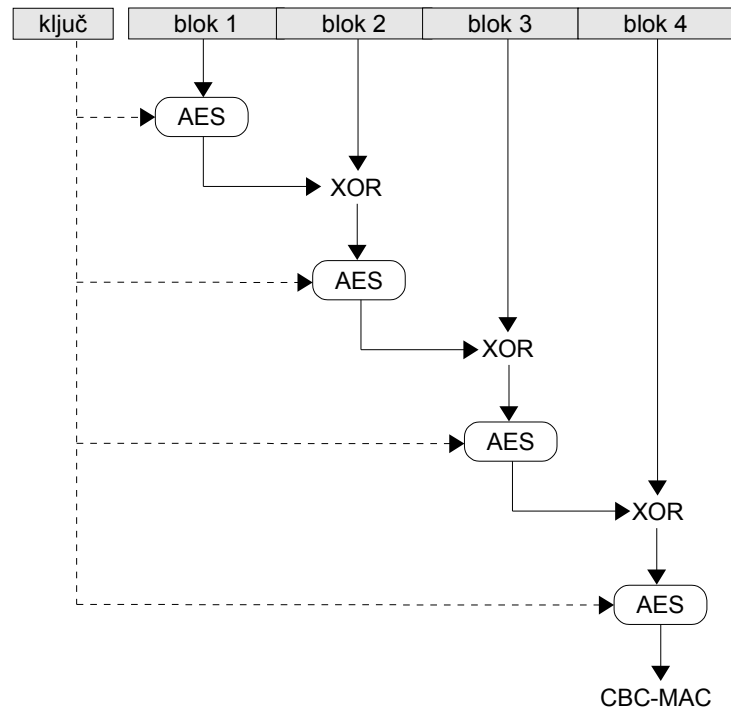 ključ blok 1 blok 2 blok 3 blok 4
AES
XOR
AES
XOR
AES
XOR
AES
CBC-MAC